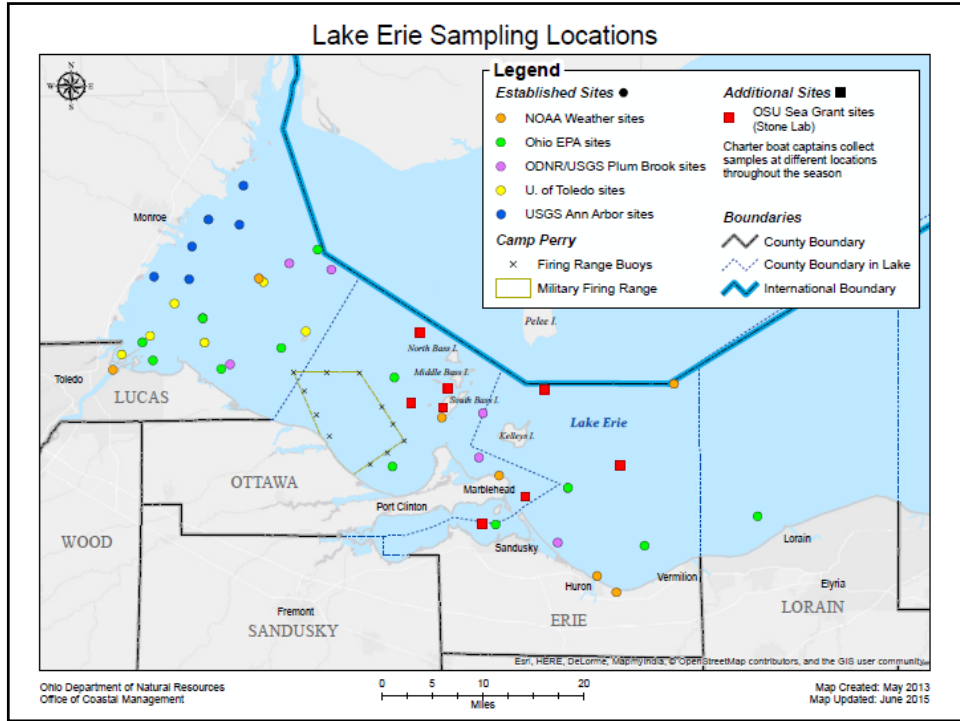 Lake Erie Sampling Locations
N
W
E
S
Legend
Established Sites
NOAA Weather sites
Ohio EPA sites
ODNR/USGS Plum Brook sites
U. of Toledo sites
USGS Ann Arbor sites
Camp Perry
Firing Range Buoys
Military Firing Range
Additional Sites
OSU Sea Grant sites
(Stone Lab)
Charter boat captains collect
samples at different locations
throughout the season
Boundaries
County Boundary
County Boundary in Lake
International Boundary
Monroe
Pelee I.
North Bass I.
Middle Bass I.
South Bass I.
Toledo
LUCAS
Kelleys I.
Lake Erie
OTTAWA
Marblehead
Port Clinton
WOOD
Sandusky
Lorain
Huron
Vermilion
Elyria
Fremont
SANDUSKY
ERIE
LORAIN
Esri, HERE, DeLorme, MapmyIndia, © OpenStreetMap contributors, and the GIS user community
Ohio Department of Natural Resources
Office of Coastal Management
0 5 10 20
Miles
Map Created: May 2013
Map Updated: June 2015